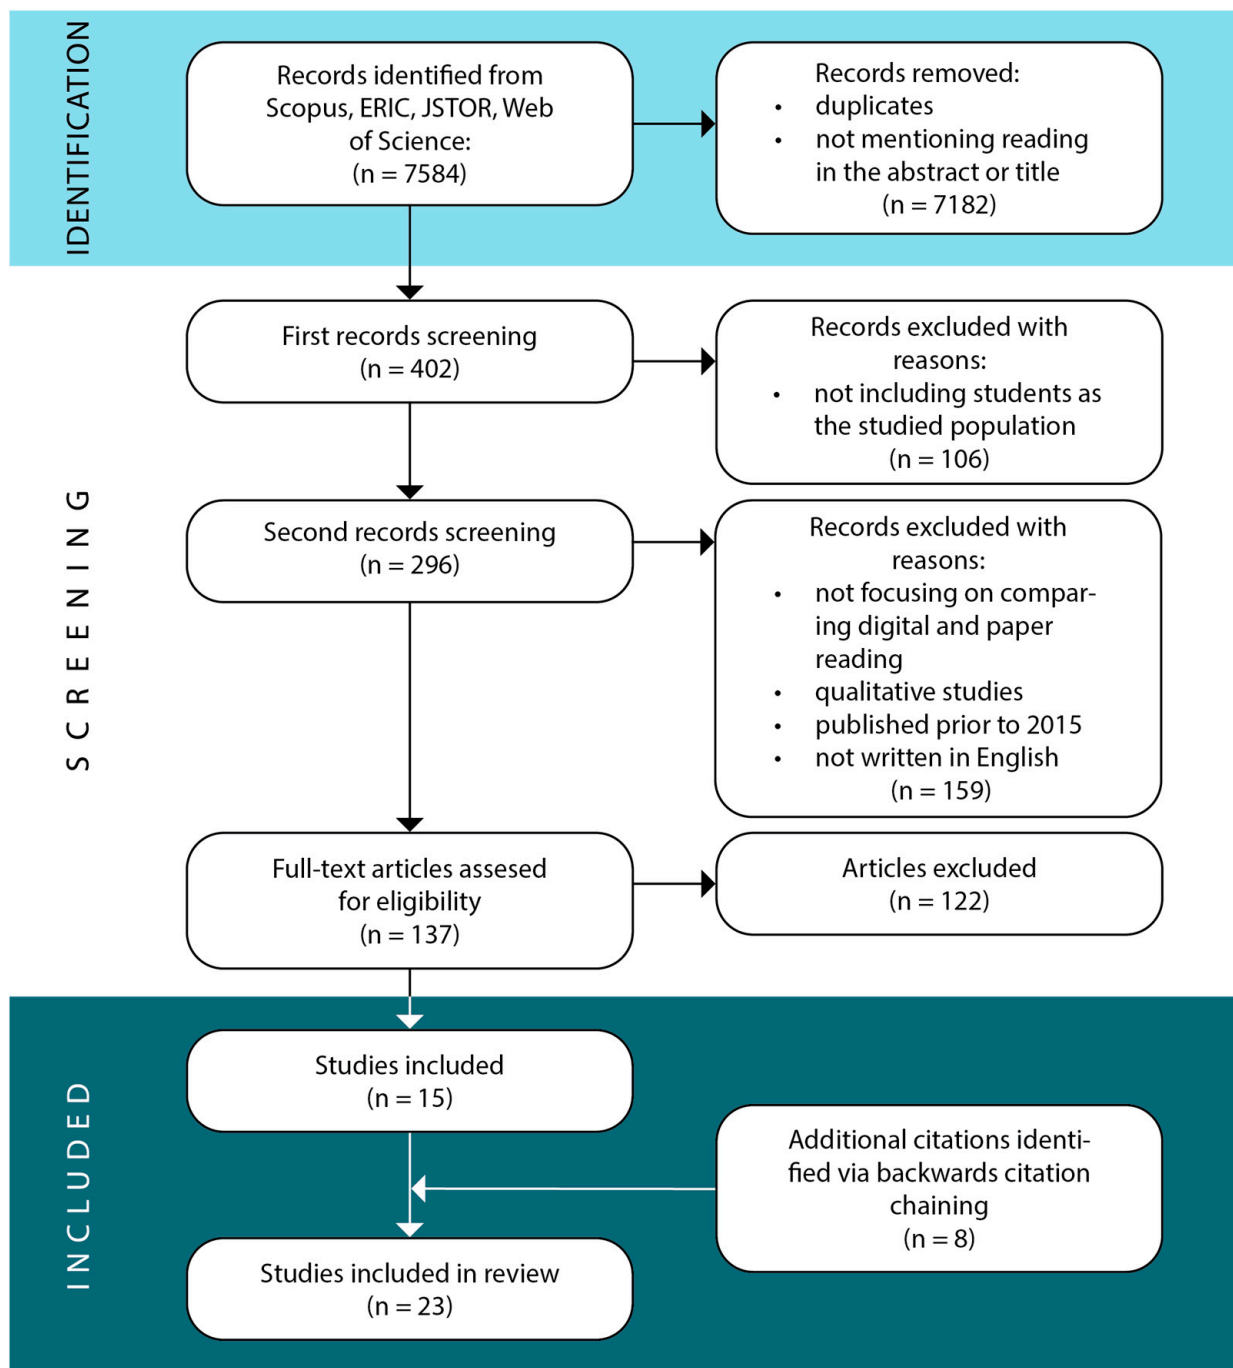 IDENTIFICATION
Records identified from
Scopus, ERIC, JSTOR, Web
of Science:
(n = 7584)
Records removed:
• duplicates
• not mentioning reading
in the abstract or title
(n = 7182)
SCREENING
First records screening
(n = 402)
Records excluded with
reasons:
• not including students as
the studied population
(n = 106)
Second records screening
(n = 296)
Records excluded with
reasons:
• not focusing on compar-
ing digital and paper
reading
• qualitative studies
• published prior to 2015
• not written in English
(n = 159)
Full-text articles assesed
for eligibility
(n = 137)
Articles excluded
(n = 122)
INCLUDED
Studies included
(n = 15)
Additional citations identi-
fied via backwards citation
chaining
(n = 8)
Studies included in review
(n = 23)